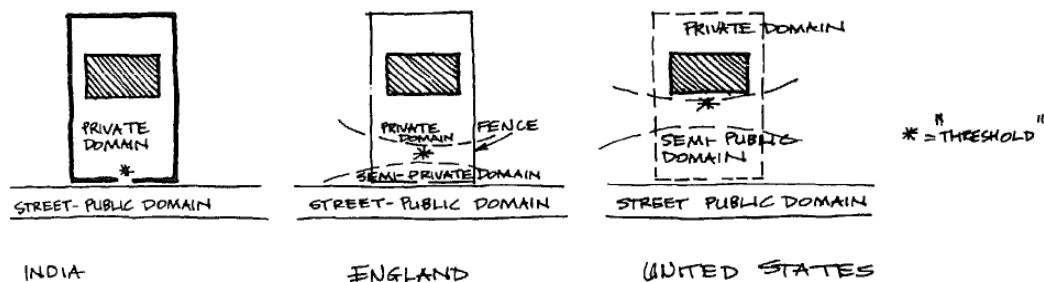 PRIVATE DOMAIN
*
STREET-PUBLIC DOMAIN
INDIA
PRIVATE DOMAIN
FENCE
*
SEMI-PRIVATE DOMAIN
STREET-PUBLIC DOMAIN
ENGLAND
PRIVATE DOMAIN
*
SEMI PUBLIC
DOMAIN
STREET PUBLIC DOMAIN
UNITED STATES
* = "THRESHOLD"